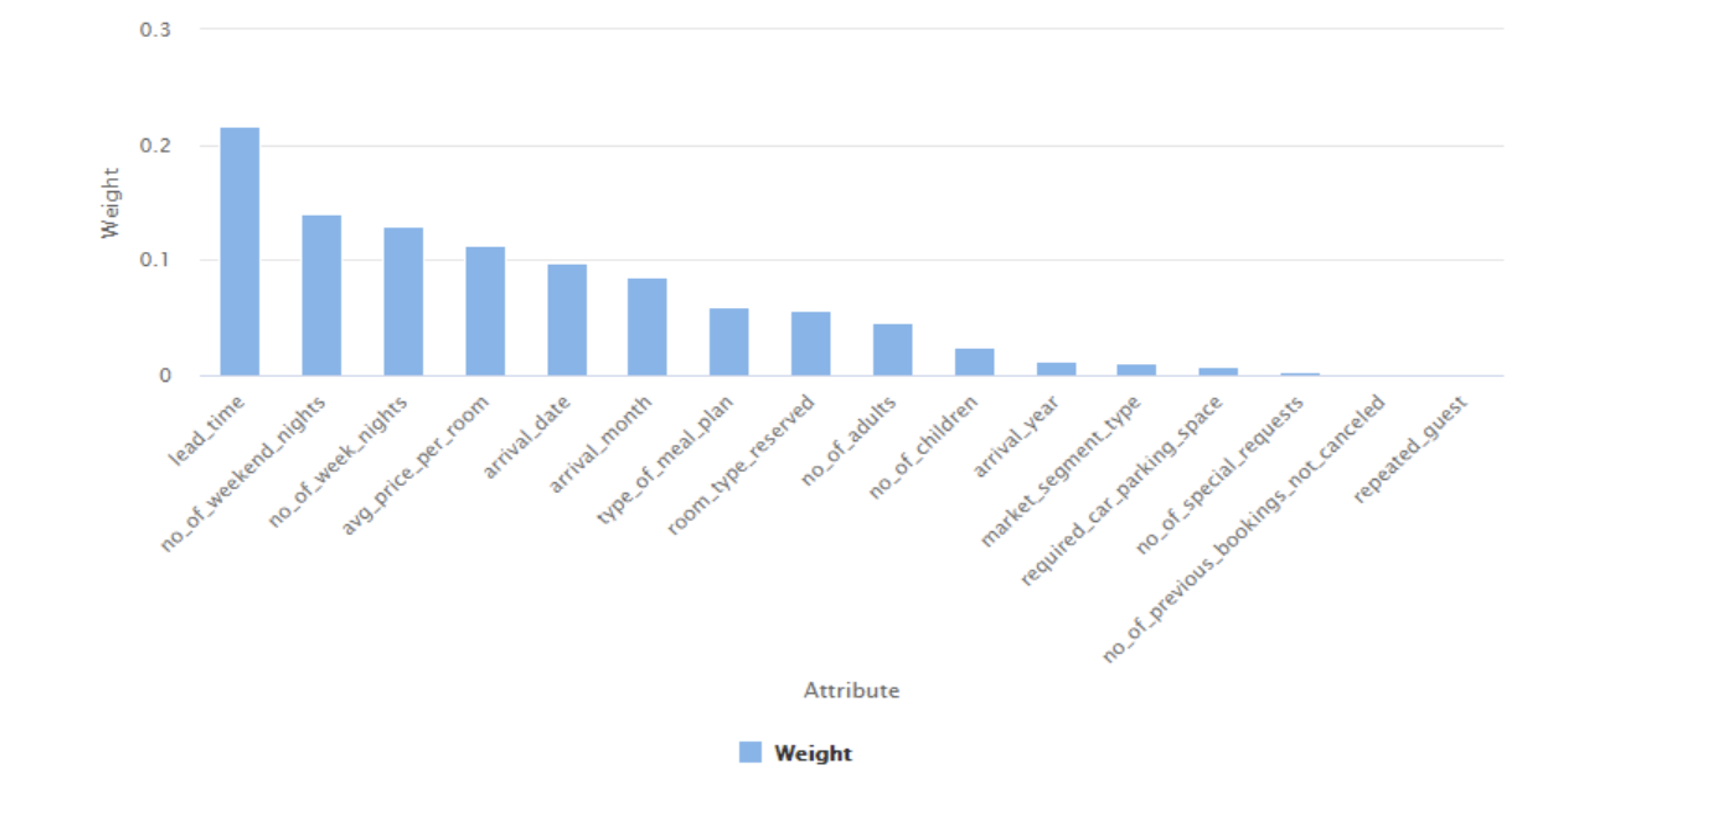 0.3
0.2
0.1
0
Weight
lead_time
no_of_weekend_nights
no_of_week_nights
avg_price_per_room
arrival_date
arrival_month
type_of_meal_plan
room_type_reserved
no_of_adults
no_of_children
arrival_year
market_segment_type
required_car_parking_space
no_of_special_requests
no_of_previous_bookings_not_canceled
repeated_guest
Attribute
Weight